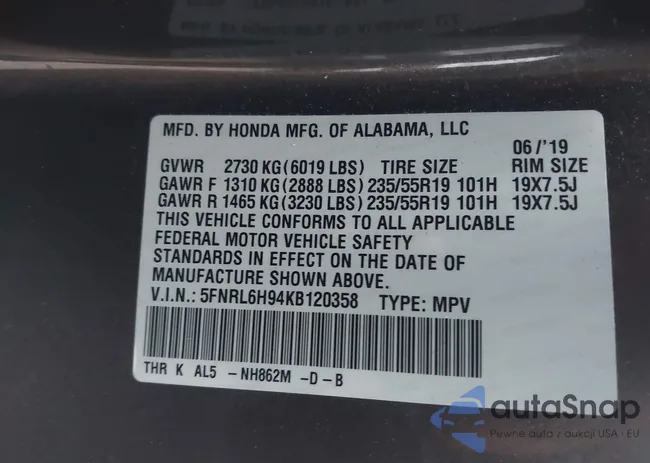 MFD. BY HONDA MFG. OF ALABAMA, LLC
06/'19
GVWR 2730 KG(6019 LBS) TIRE SIZE RIM SIZE
GAWR F 1310 KG(2888 LBS) 235/55R19 101H 19X7.5J
GAWR R 1465 KG(3230 LBS) 235/55R19 101H 19X7.5J
THIS VEHICLE CONFORMS TO ALL APPLICABLE
FEDERAL MOTOR VEHICLE SAFETY
STANDARDS IN EFFECT ON THE DATE OF
MANUFACTURE SHOWN ABOVE.
V.I.N.: 5FNRL6H94KB120358 TYPE: MPV
THR K AL5 -NH862M -D-B
autoSnap
Pewne auta z aukcji USA · EU